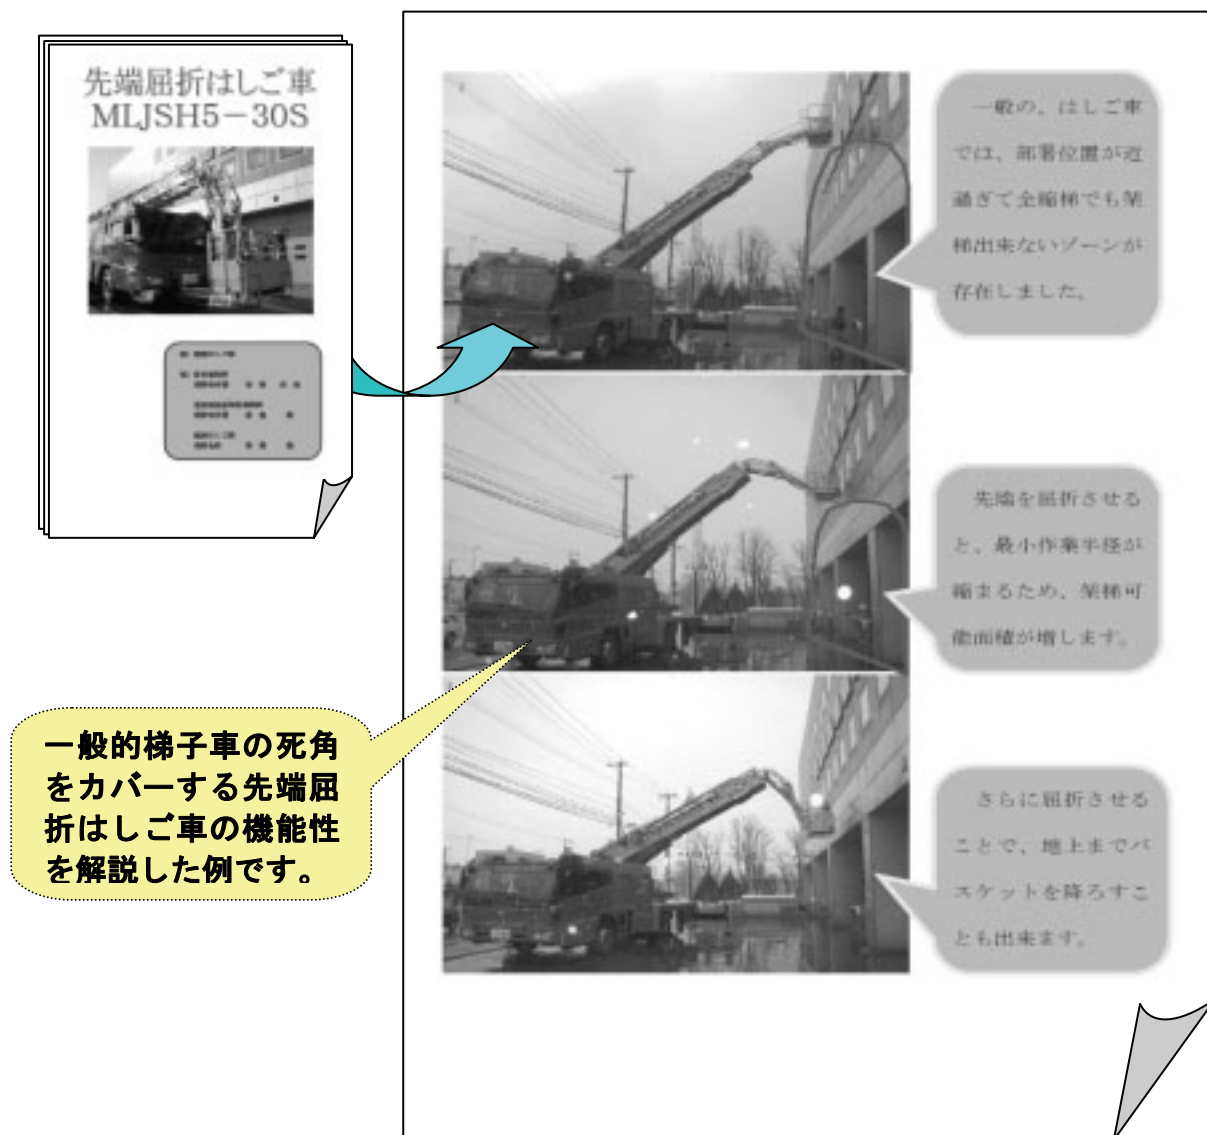 先端屈折はしご車
MLJSH5－30S
一般の、はしご車
では、部署位置が近
過ぎて全縮梯でも架
梯出来ないゾーンが
存在しました。
先端を屈折させる
と、最小作業半径が
縮まるため、架梯可
能面積が増します。
一般的梯子車の死角
をカバーする先端屈
折はしご車の機能性
を解説した例です。
さらに屈折させる
ことで、地上までバ
スケットを降ろすこ
とも出来ます。